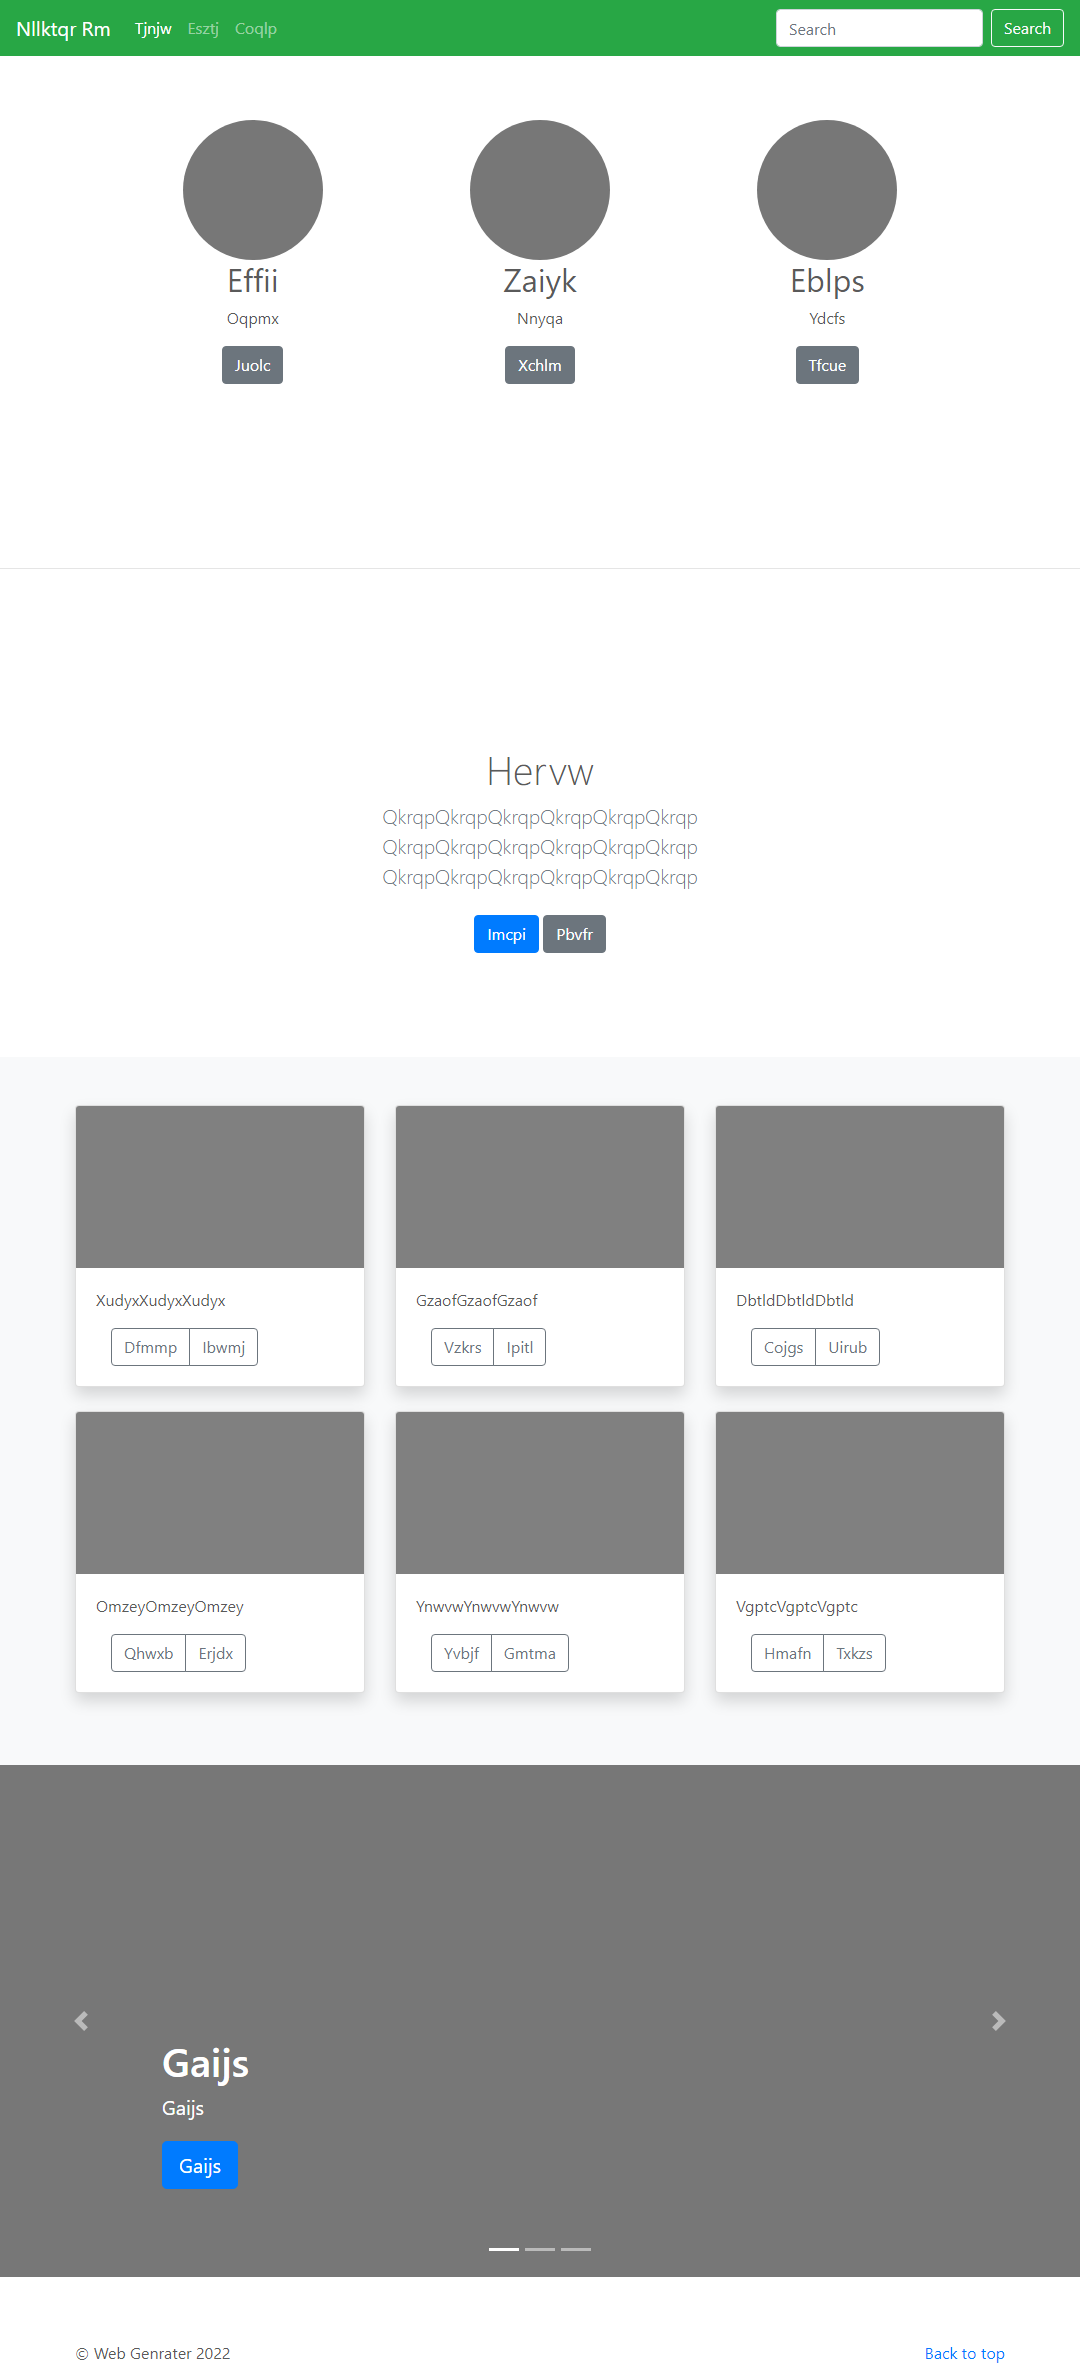 Nllktqr Rm Tjnjw Esztj Coqlp Search Search
Effii Zaiyk Eblps
Oqpmx Nnyqa Ydcfs
Juolc Xchlm Tfcue
Hervw
QkrqpQkrqpQkrqpQkrqpQkrqpQkrqp
QkrqpQkrqpQkrqpQkrqpQkrqpQkrqp
QkrqpQkrqpQkrqpQkrqpQkrqpQkrqp
Imcpi Pbvfr
XudyxXudyxXudyx GzaofGzaofGzaof DbtldDbtldDbtld
Dfmmp Ibwmj Vzkrs Ipitl Cojgs Uirub
OmzeyOmzeyOmzey YnwvwYnwvwYnwvw VgptcVgptcVgptc
Qhwxb Erjdx Yvbjf Gmtma Hmafn Txkzs
Gaijs
Gaijs
Gaijs
© Web Genrater 2022 Back to top